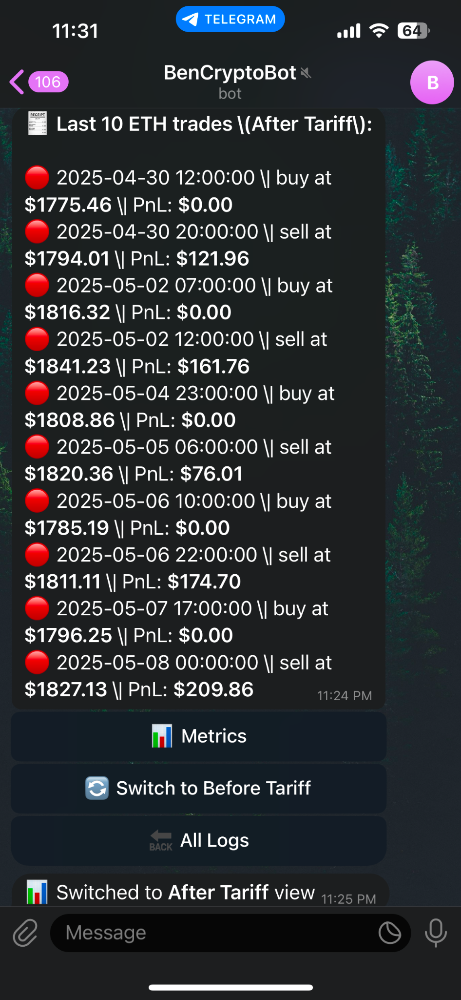 11:31
TELEGRAM
64
106
BenCryptoBot
bot
B
RECEIPT
Last 10 ETH trades \(After Tariff\):
2025-04-30 12:00:00 \| buy at
$1775.46 \| PnL: $0.00
2025-04-30 20:00:00 \| sell at
$1794.01 \| PnL: $121.96
2025-05-02 07:00:00 \| buy at
$1816.32 \| PnL: $0.00
2025-05-02 12:00:00 \| sell at
$1841.23 \| PnL: $161.76
2025-05-04 23:00:00 \| buy at
$1808.86 \| PnL: $0.00
2025-05-05 06:00:00 \| sell at
$1820.36 \| PnL: $76.01
2025-05-06 10:00:00 \| buy at
$1785.19 \| PnL: $0.00
2025-05-06 22:00:00 \| sell at
$1811.11 \| PnL: $174.70
2025-05-07 17:00:00 \| buy at
$1796.25 \| PnL: $0.00
2025-05-08 00:00:00 \| sell at
$1827.13 \| PnL: $209.86
11:24 PM
Metrics
Switch to Before Tariff
BACK All Logs
Switched to After Tariff view 11:25 PM
Message